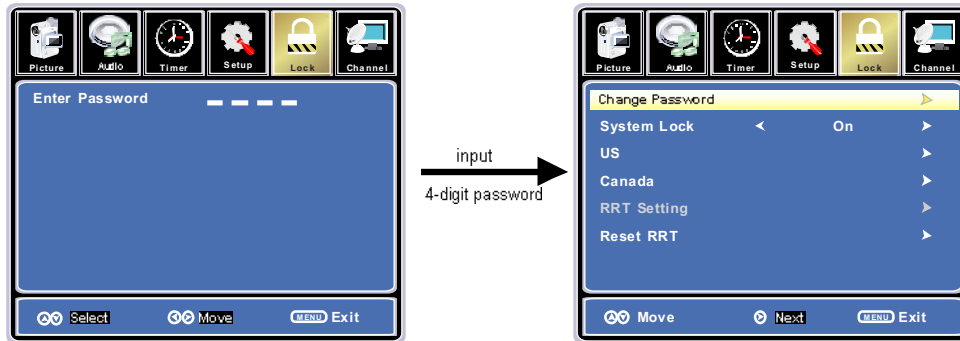 Picture Audio Timer Setup Lock Channel
Enter Password _ _ _ _
Select Move MENU Exit
input
4-digit password
Picture Audio Timer Setup Lock Channel
Change Password
System Lock On
US
Canada
RRT Setting
Reset RRT
Move Next MENU Exit